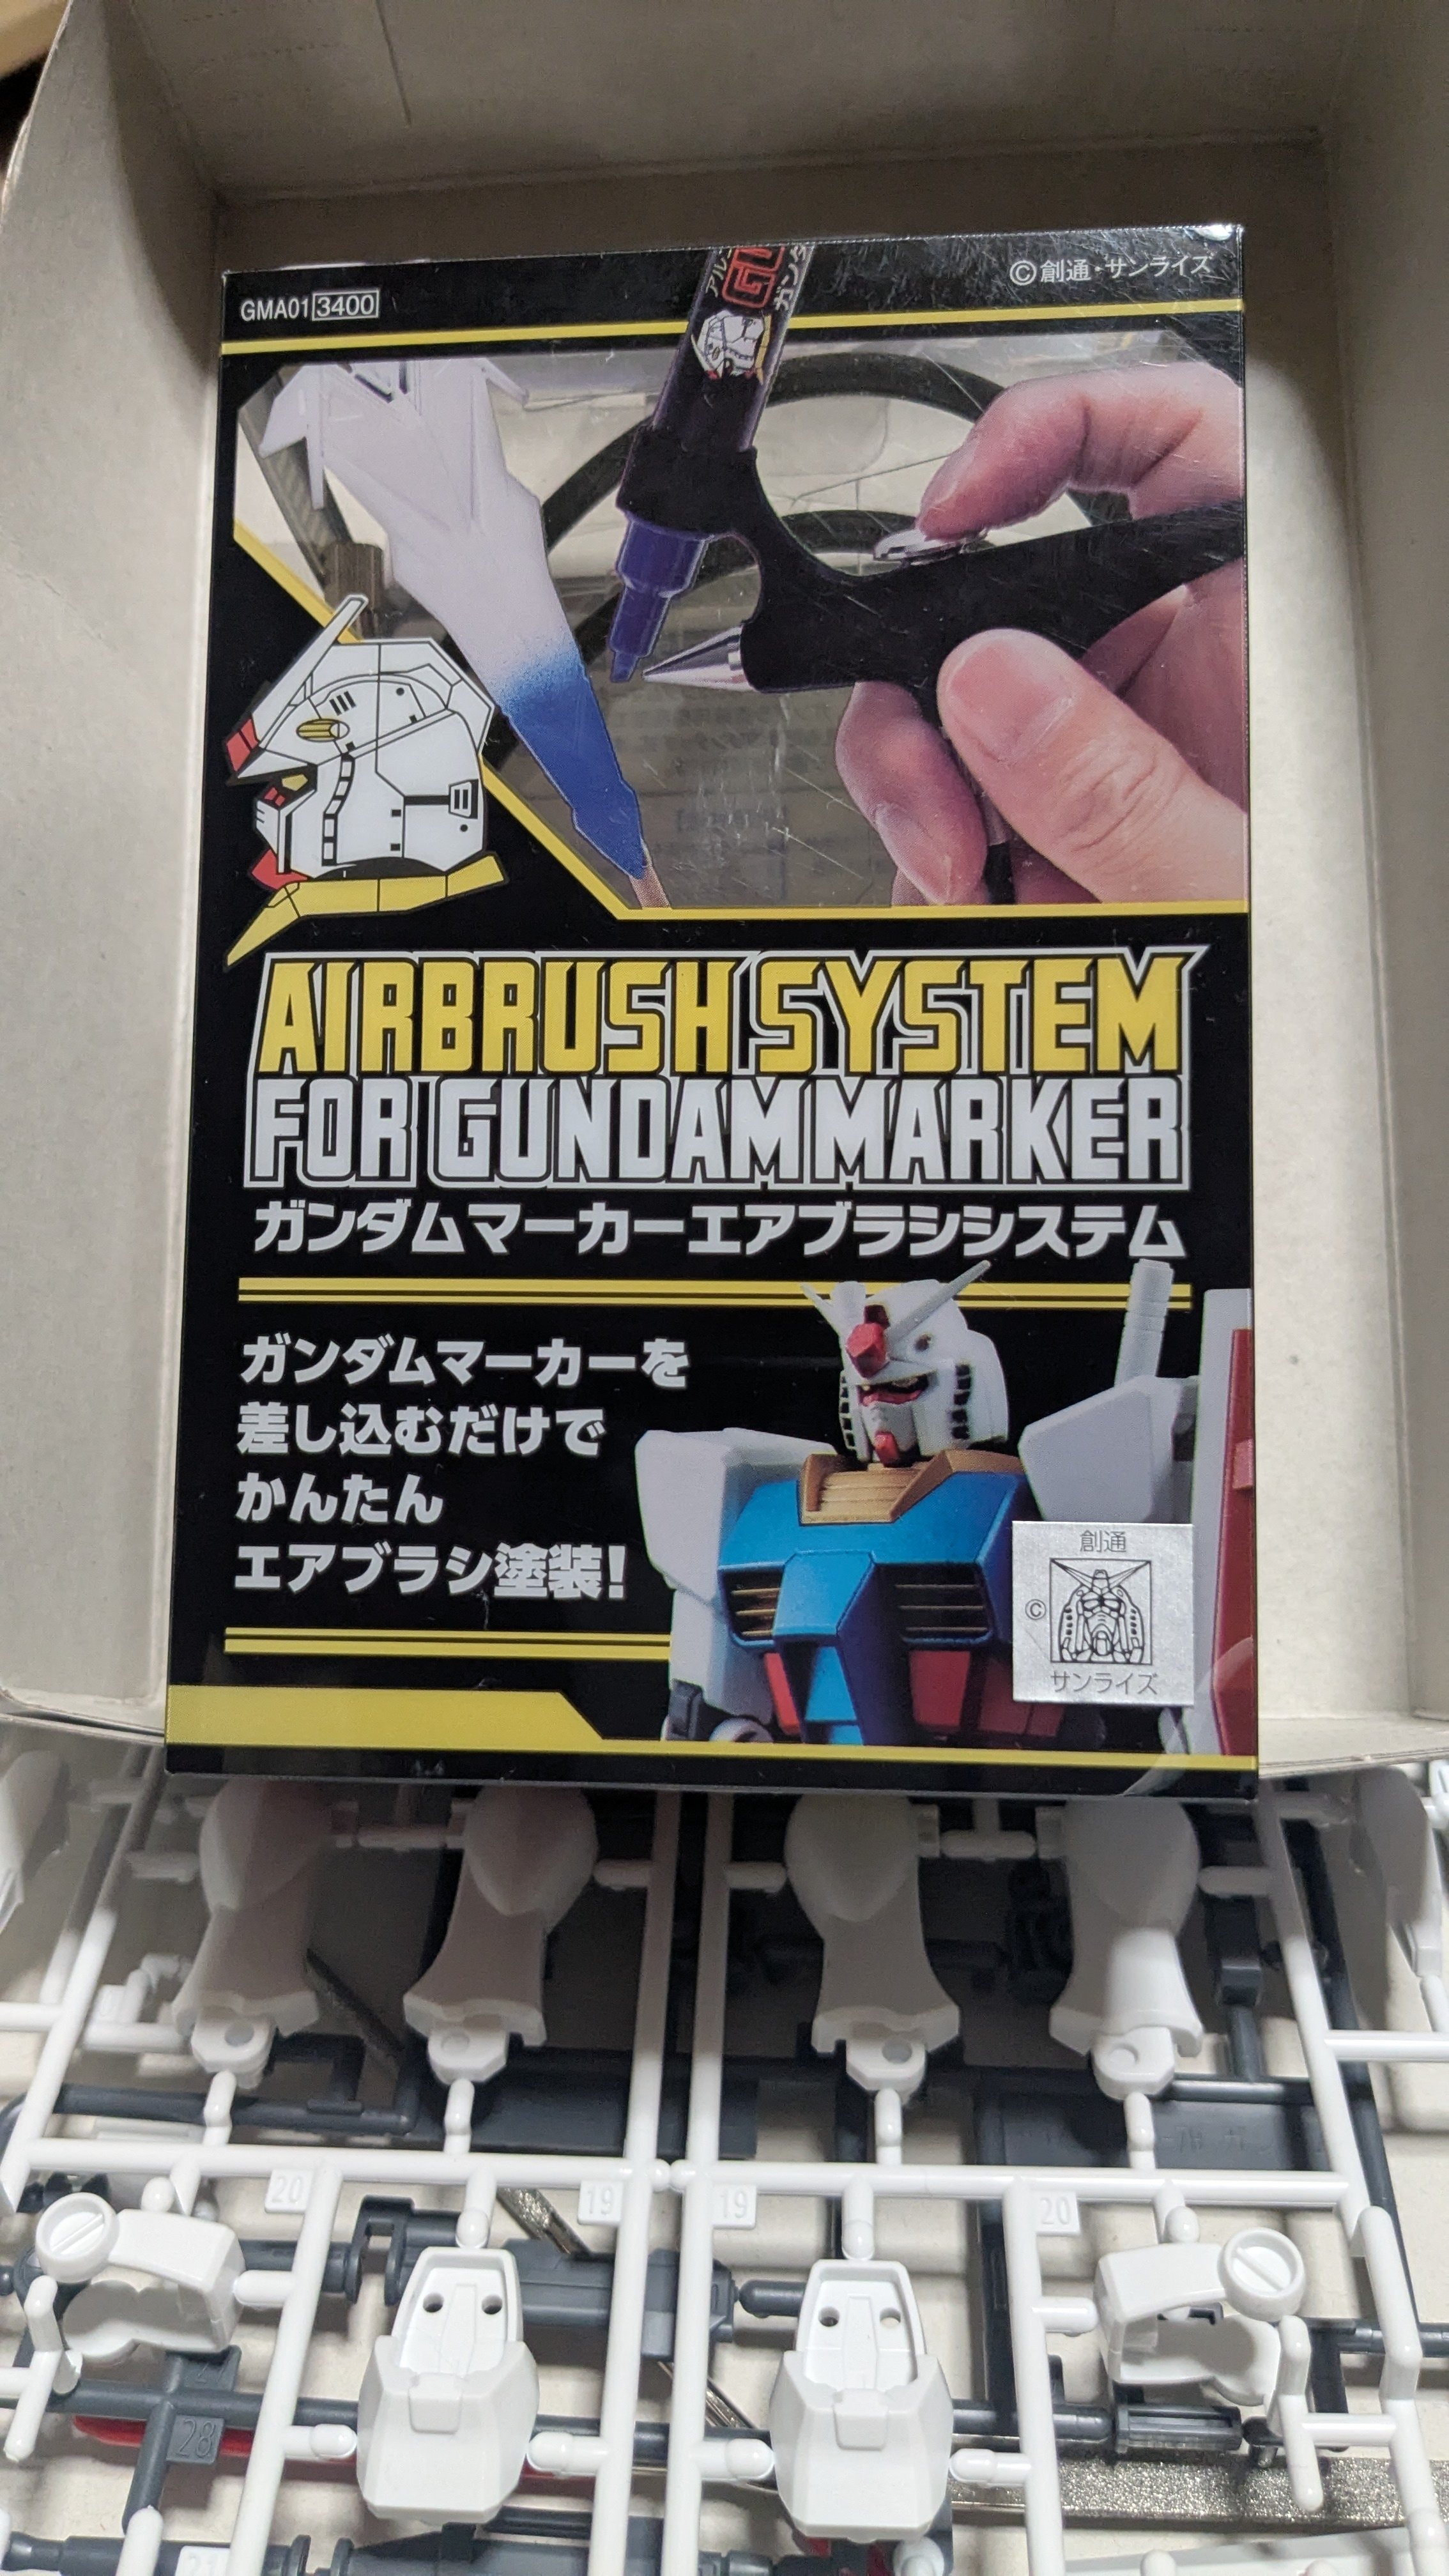 GMA01 3400
©創通・サンライズ
AIRBRUSH SYSTEM
FOR GUNDAM MARKER
ガンダムマーカーエアブラシシステム
ガンダムマーカーを
差し込むだけで
かんたん
エアブラシ塗装!
創通
©
サンライズ
20
19
19
20
28